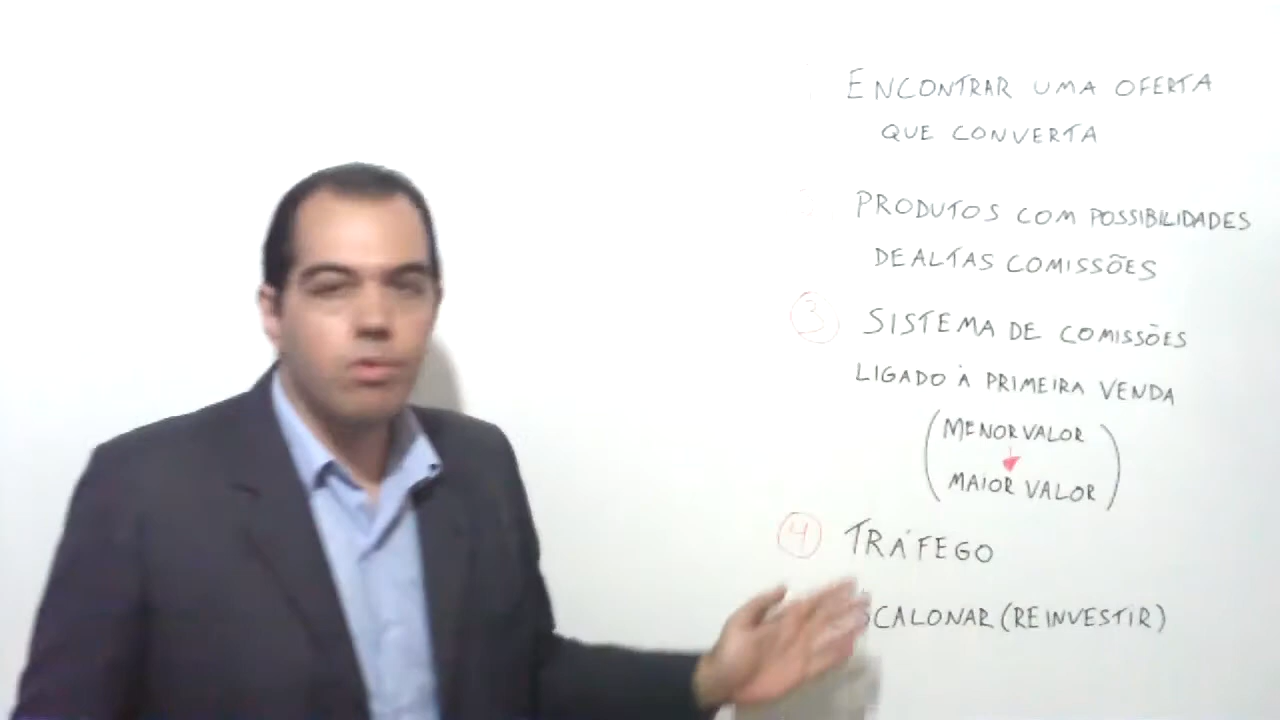 ENCONTRAR UMA OFERTA
QUE CONVERTA
PRODUTOS COM POSSIBILIDADES
DE ALTAS COMISSÕES
3 SISTEMA DE COMISSÕES
LIGADO À PRIMEIRA VENDA
(MENOR VALOR
MAIOR VALOR)
4 TRÁFEGO
SCALONAR (REINVESTIR)